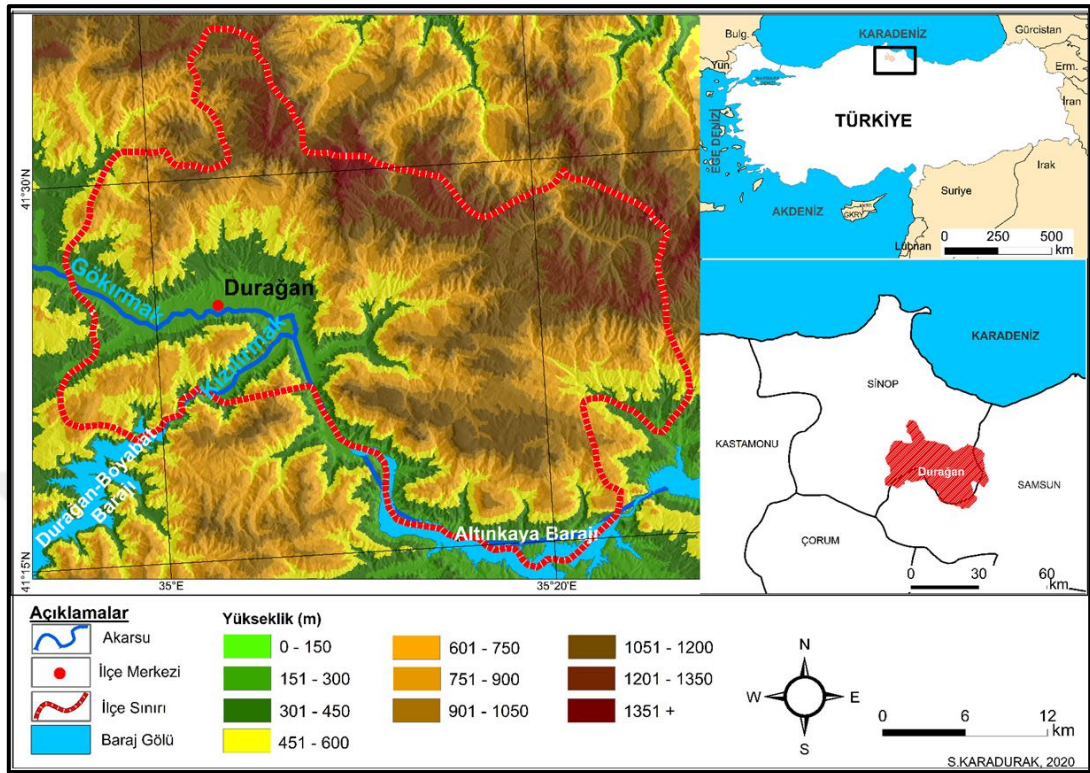 41°30'N
41°15'N
35°E
35°20'E
Gökırmak
Durağan
Kızılırmak
Durağan-Boyabat
Barajı
Altınkaya Barajı
Bulg.
KARADENİZ
Gürcistan
Yun.
Erm.
İran
TÜRKİYE
EGE DENİZİ
Irak
Suriye
AKDENİZ
GKRY
Lübnan
0 250 500
km
KARADENİZ
SİNOP
KASTAMONU
Durağan
SAMSUN
ÇORUM
0 30 60
km
Açıklamalar
Akarsu
İlçe Merkezi
İlçe Sınırı
Baraj Gölü
Yükseklik (m)
0 - 150
151 - 300
301 - 450
451 - 600
601 - 750
751 - 900
901 - 1050
1051 - 1200
1201 - 1350
1351 +
N
W E
S
0 6 12
km
S.KARADURAK, 2020